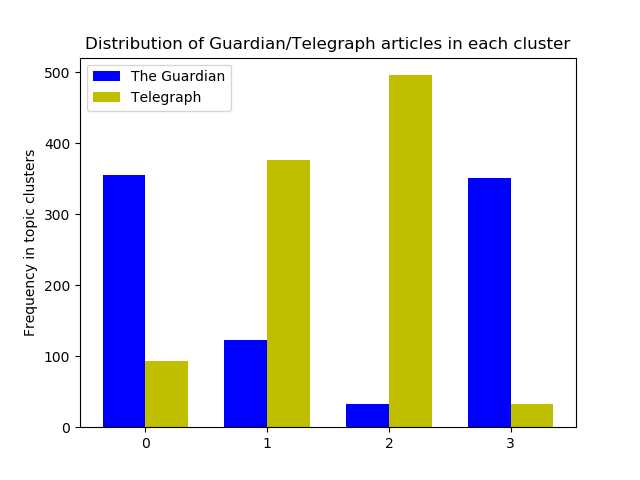 Distribution of Guardian/Telegraph articles in each cluster
The Guardian
Telegraph
Frequency in topic clusters
500
400
300
200
100
0
0 1 2 3